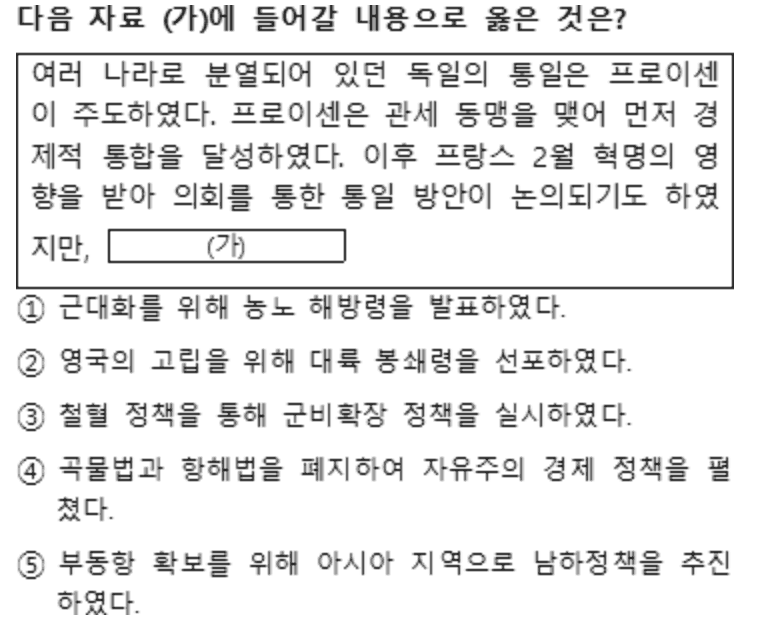 다음 자료 (가)에 들어갈 내용으로 옳은 것은?
여러 나라로 분열되어 있던 독일의 통일은 프로이센
이 주도하였다. 프로이센은 관세 동맹을 맺어 먼저 경
제적 통합을 달성하였다. 이후 프랑스 2월 혁명의 영
향을 받아 의회를 통한 통일 방안이 논의되기도 하였
지만, (가)
① 근대화를 위해 농노 해방령을 발표하였다.
② 영국의 고립을 위해 대륙 봉쇄령을 선포하였다.
③ 철혈 정책을 통해 군비확장 정책을 실시하였다.
④ 곡물법과 항해법을 폐지하여 자유주의 경제 정책을 펼
쳤다.
⑤ 부동항 확보를 위해 아시아 지역으로 남하정책을 추진
하였다.